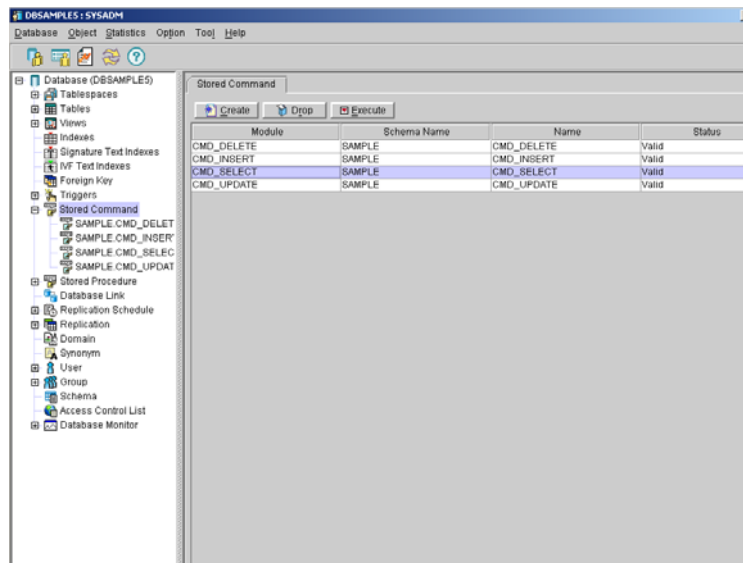 DBSAMPLE5 : SYSADM
Database Object Statistics Option Tool Help
Database (DBSAMPLE5)
Tablespaces
Tables
Views
Indexes
Signature Text Indexes
IVF Text Indexes
Foreign Key
Triggers
Stored Command
SAMPLE.CMD_DELET
SAMPLE.CMD_INSER
SAMPLE.CMD_SELEC
SAMPLE.CMD_UPDAT
Stored Procedure
Database Link
Replication Schedule
Replication
Domain
Synonym
User
Group
Schema
Access Control List
Database Monitor
Stored Command
Create Drop Execute
Module Schema Name Name Status
CMD_DELETE SAMPLE CMD_DELETE Valid
CMD_INSERT SAMPLE CMD_INSERT Valid
CMD_SELECT SAMPLE CMD_SELECT Valid
CMD_UPDATE SAMPLE CMD_UPDATE Valid